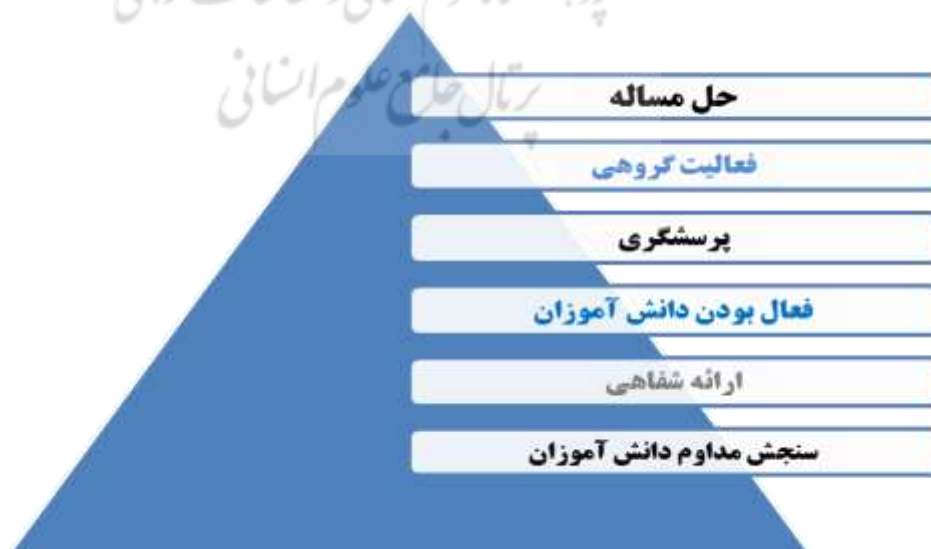 پرتال جامع علوم انسانی
حل مساله
فعالیت گروهی
پرسشگری
فعال بودن دانش آموزان
ارائه شفاهی
سنجش مداوم دانش آموزان